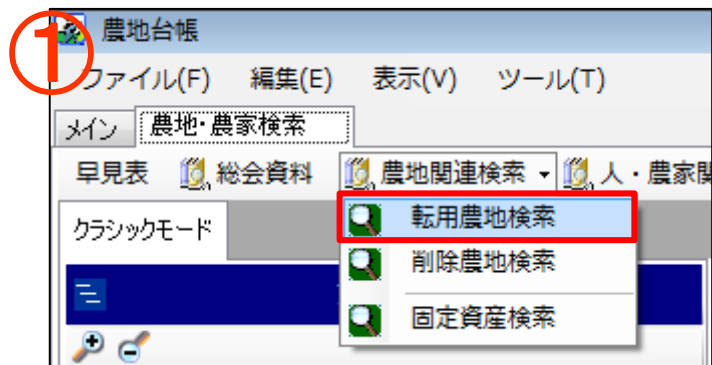 ①
農地台帳
ファイル(F) 編集(E) 表示(V) ツール(T)
メイン 農地・農家検索
早見表 総会資料 農地関連検索 人・農家
クラシックモード
転用農地検索
削除農地検索
固定資産検索